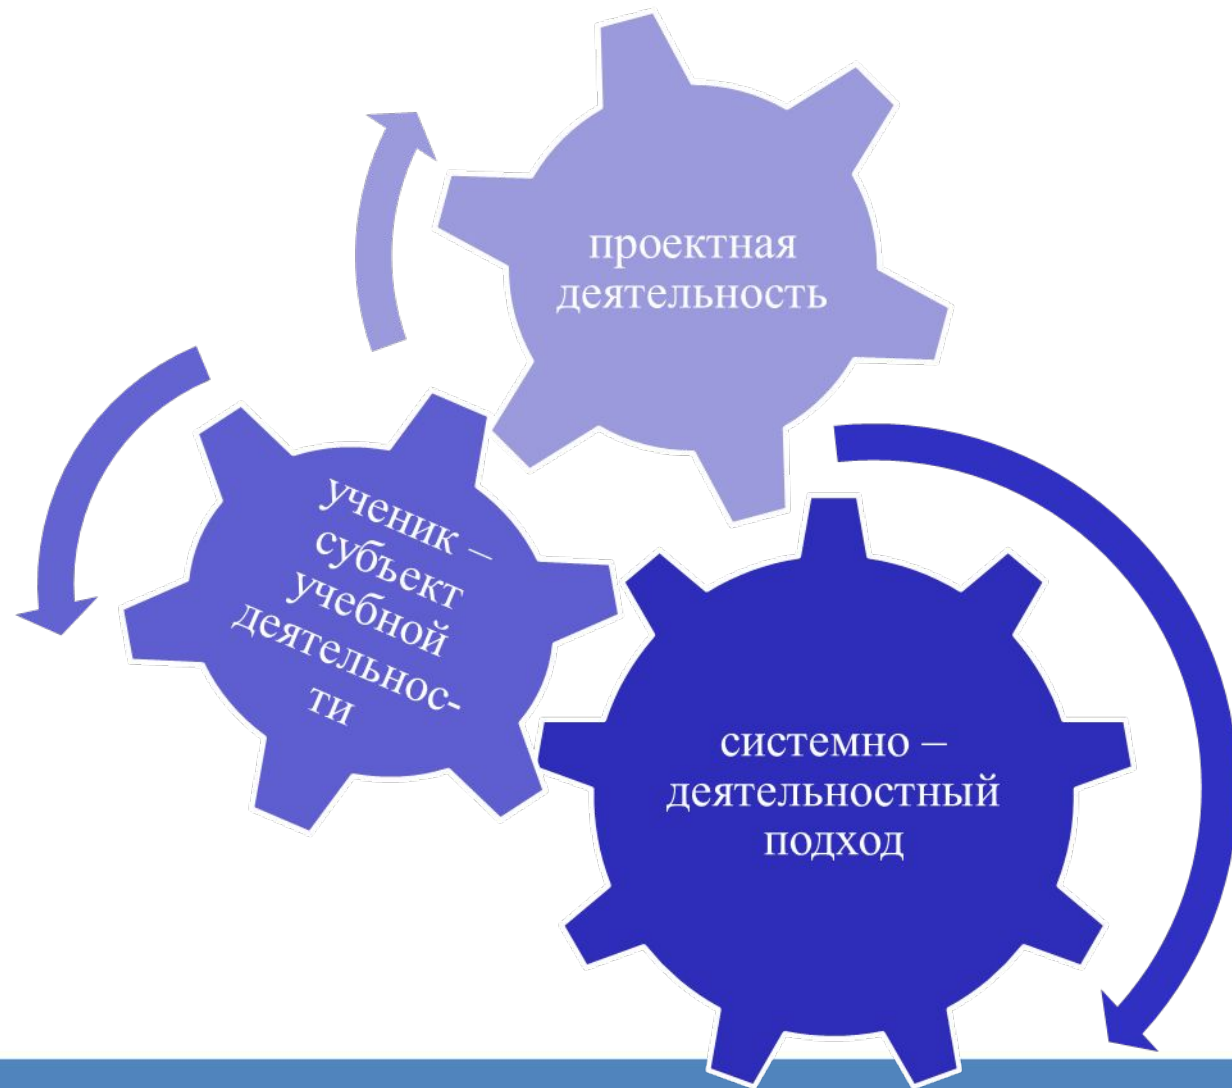 проектная
деятельность
ученик –
субъект
учебной
деятельнос-
ти
системно –
деятельностный
подход